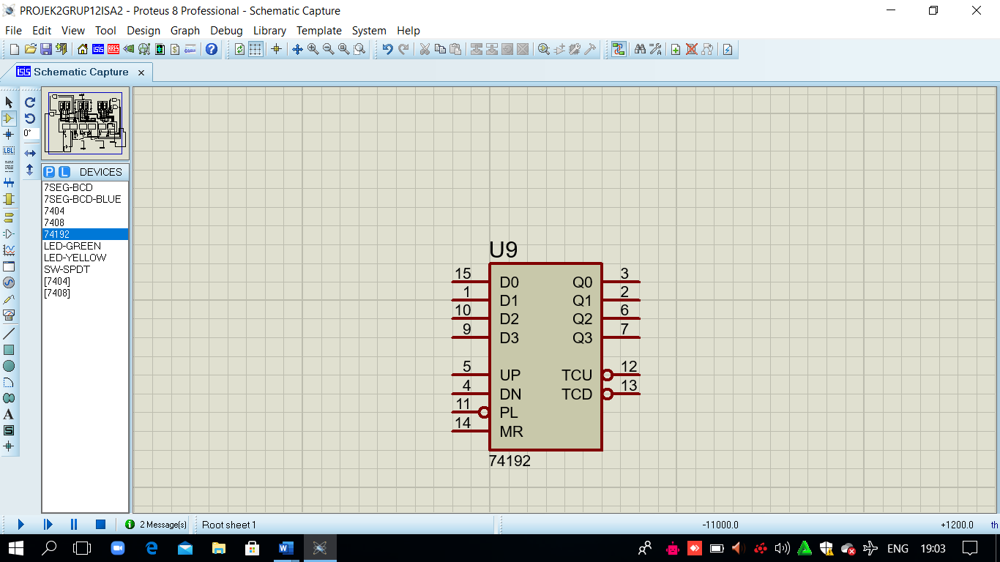 PROJEK2GRUP12ISA2 - Proteus 8 Professional - Schematic Capture
File Edit View Tool Design Graph Debug Library Template System Help
Schematic Capture
0°
LBL
P L DEVICES
7SEG-BCD
7SEG-BCD-BLUE
7404
7408
74192
LED-GREEN
LED-YELLOW
SW-SPDT
[7404]
[7408]
A
S
U9
15 D0 Q0 3
1 D1 Q1 2
10 D2 Q2 6
9 D3 Q3 7
5 UP TCU 12
4 DN TCD 13
11 PL
14 MR
74192
2 Message(s) Root sheet 1 -11000.0 +1200.0 th
ENG 19:03